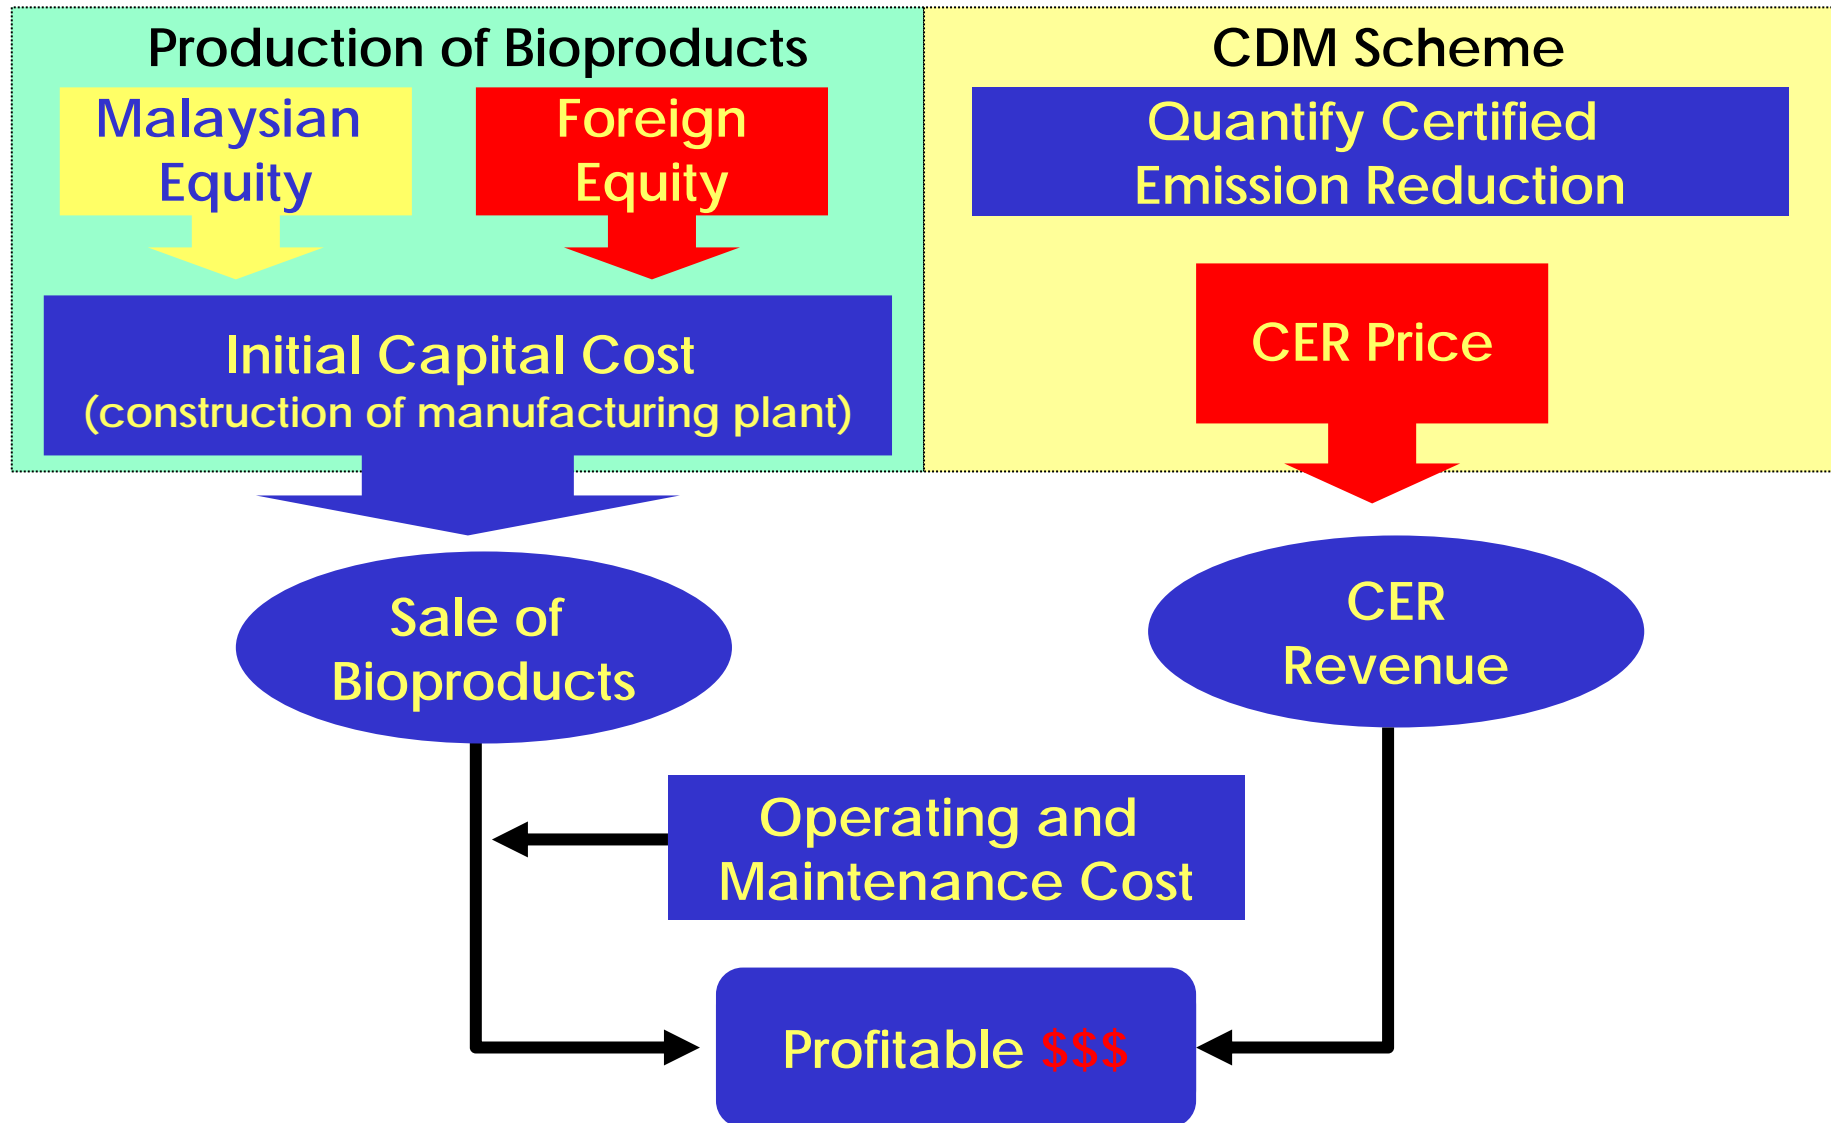 Production of Bioproducts
Malaysian
Equity
Foreign
Equity
Initial Capital Cost
(construction of manufacturing plant)
CDM Scheme
Quantify Certified
Emission Reduction
CER Price
Sale of
Bioproducts
CER
Revenue
Operating and
Maintenance Cost
Profitable $$$